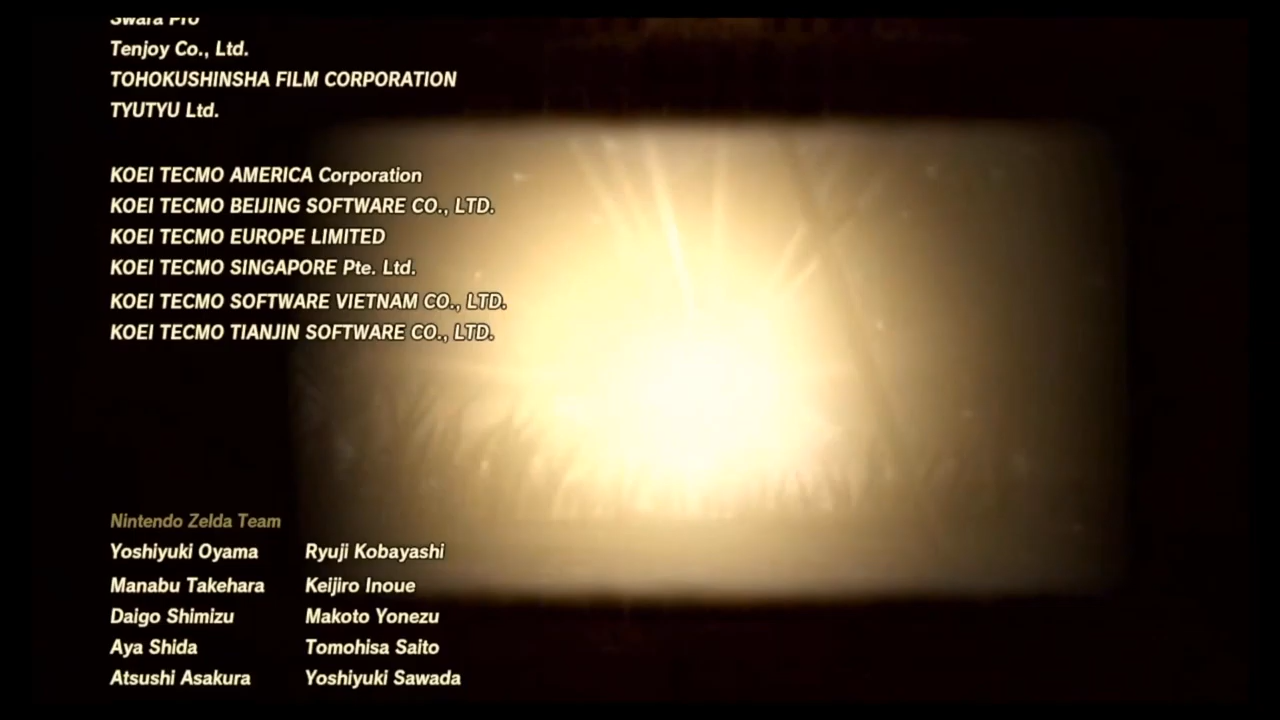 Swara Pro
Tenjoy Co., Ltd.
TOHOKUSHINSHA FILM CORPORATION
TYUTYU Ltd.
KOEI TECMO AMERICA Corporation
KOEI TECMO BEIJING SOFTWARE CO., LTD.
KOEI TECMO EUROPE LIMITED
KOEI TECMO SINGAPORE Pte. Ltd.
KOEI TECMO SOFTWARE VIETNAM CO., LTD.
KOEI TECMO TIANJIN SOFTWARE CO., LTD.
Nintendo Zelda Team
Yoshiyuki Oyama Ryuji Kobayashi
Manabu Takehara Keijiro Inoue
Daigo Shimizu Makoto Yonezu
Aya Shida Tomohisa Saito
Atsushi Asakura Yoshiyuki Sawada